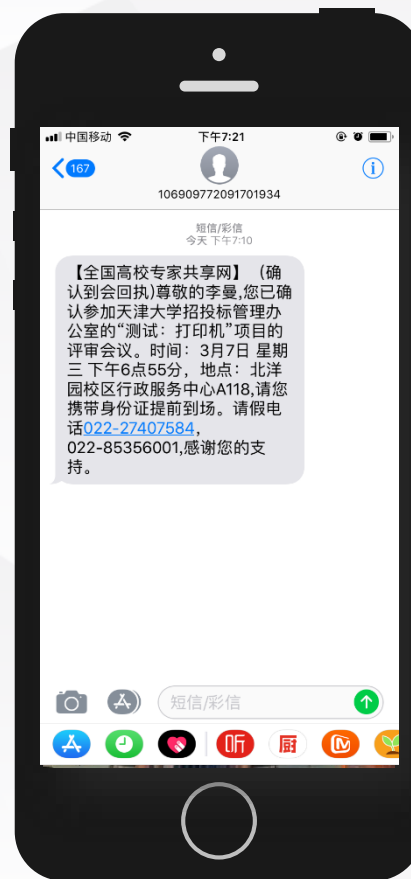 中国移动 下午7:21
167
106909772091701934
短信/彩信
今天 下午7:10
【全国高校专家共享网】（确
认到会回执)尊敬的李曼,您已确
认参加天津大学招投标管理办
公室的“测试：打印机”项目的
评审会议。时间：3月7日 星期
三 下午6点55分，地点：北洋
园校区行政服务中心A118,请您
携带身份证提前到场。请假电
话022-27407584，
022-85356001,感谢您的支
持。
短信/彩信
听 厨